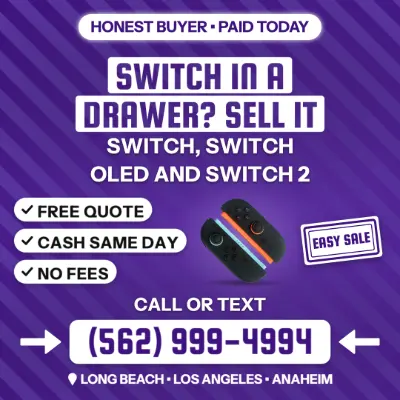 HONEST BUYER • PAID TODAY
SWITCH IN A
DRAWER? SELL IT
SWITCH, SWITCH
OLED AND SWITCH 2
FREE QUOTE
CASH SAME DAY
NO FEES
EASY SALE
CALL OR TEXT
(562) 999-4994
LONG BEACH • LOS ANGELES • ANAHEIM